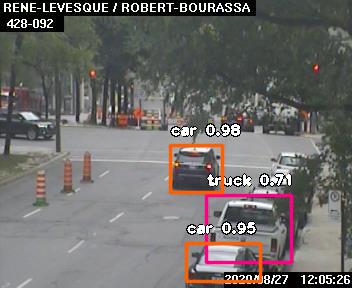 RENE-LEVESQUE / ROBERT-BOURASSA
428-092
car 0.98
truck 0.71
car 0.95
2020/08/27 12:05:26